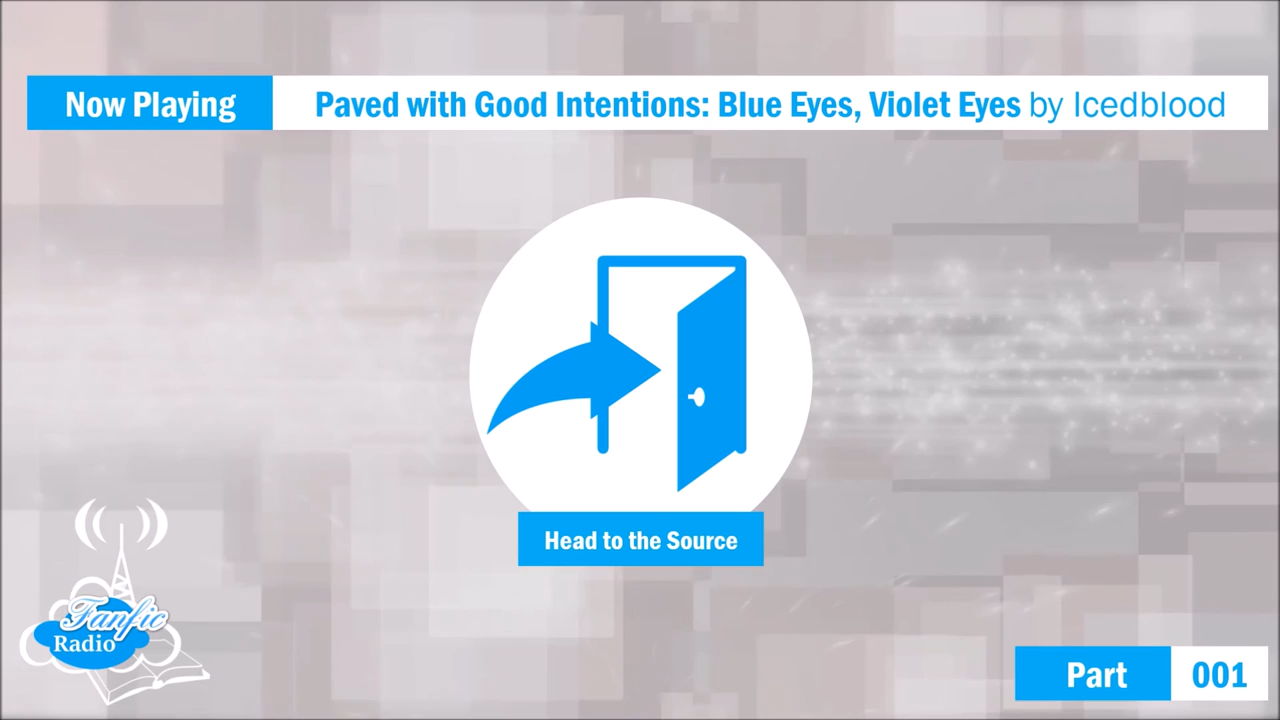 Now Playing
Paved with Good Intentions: Blue Eyes, Violet Eyes by Icedblood
Head to the Source
Fanfic
Radio
Part
001